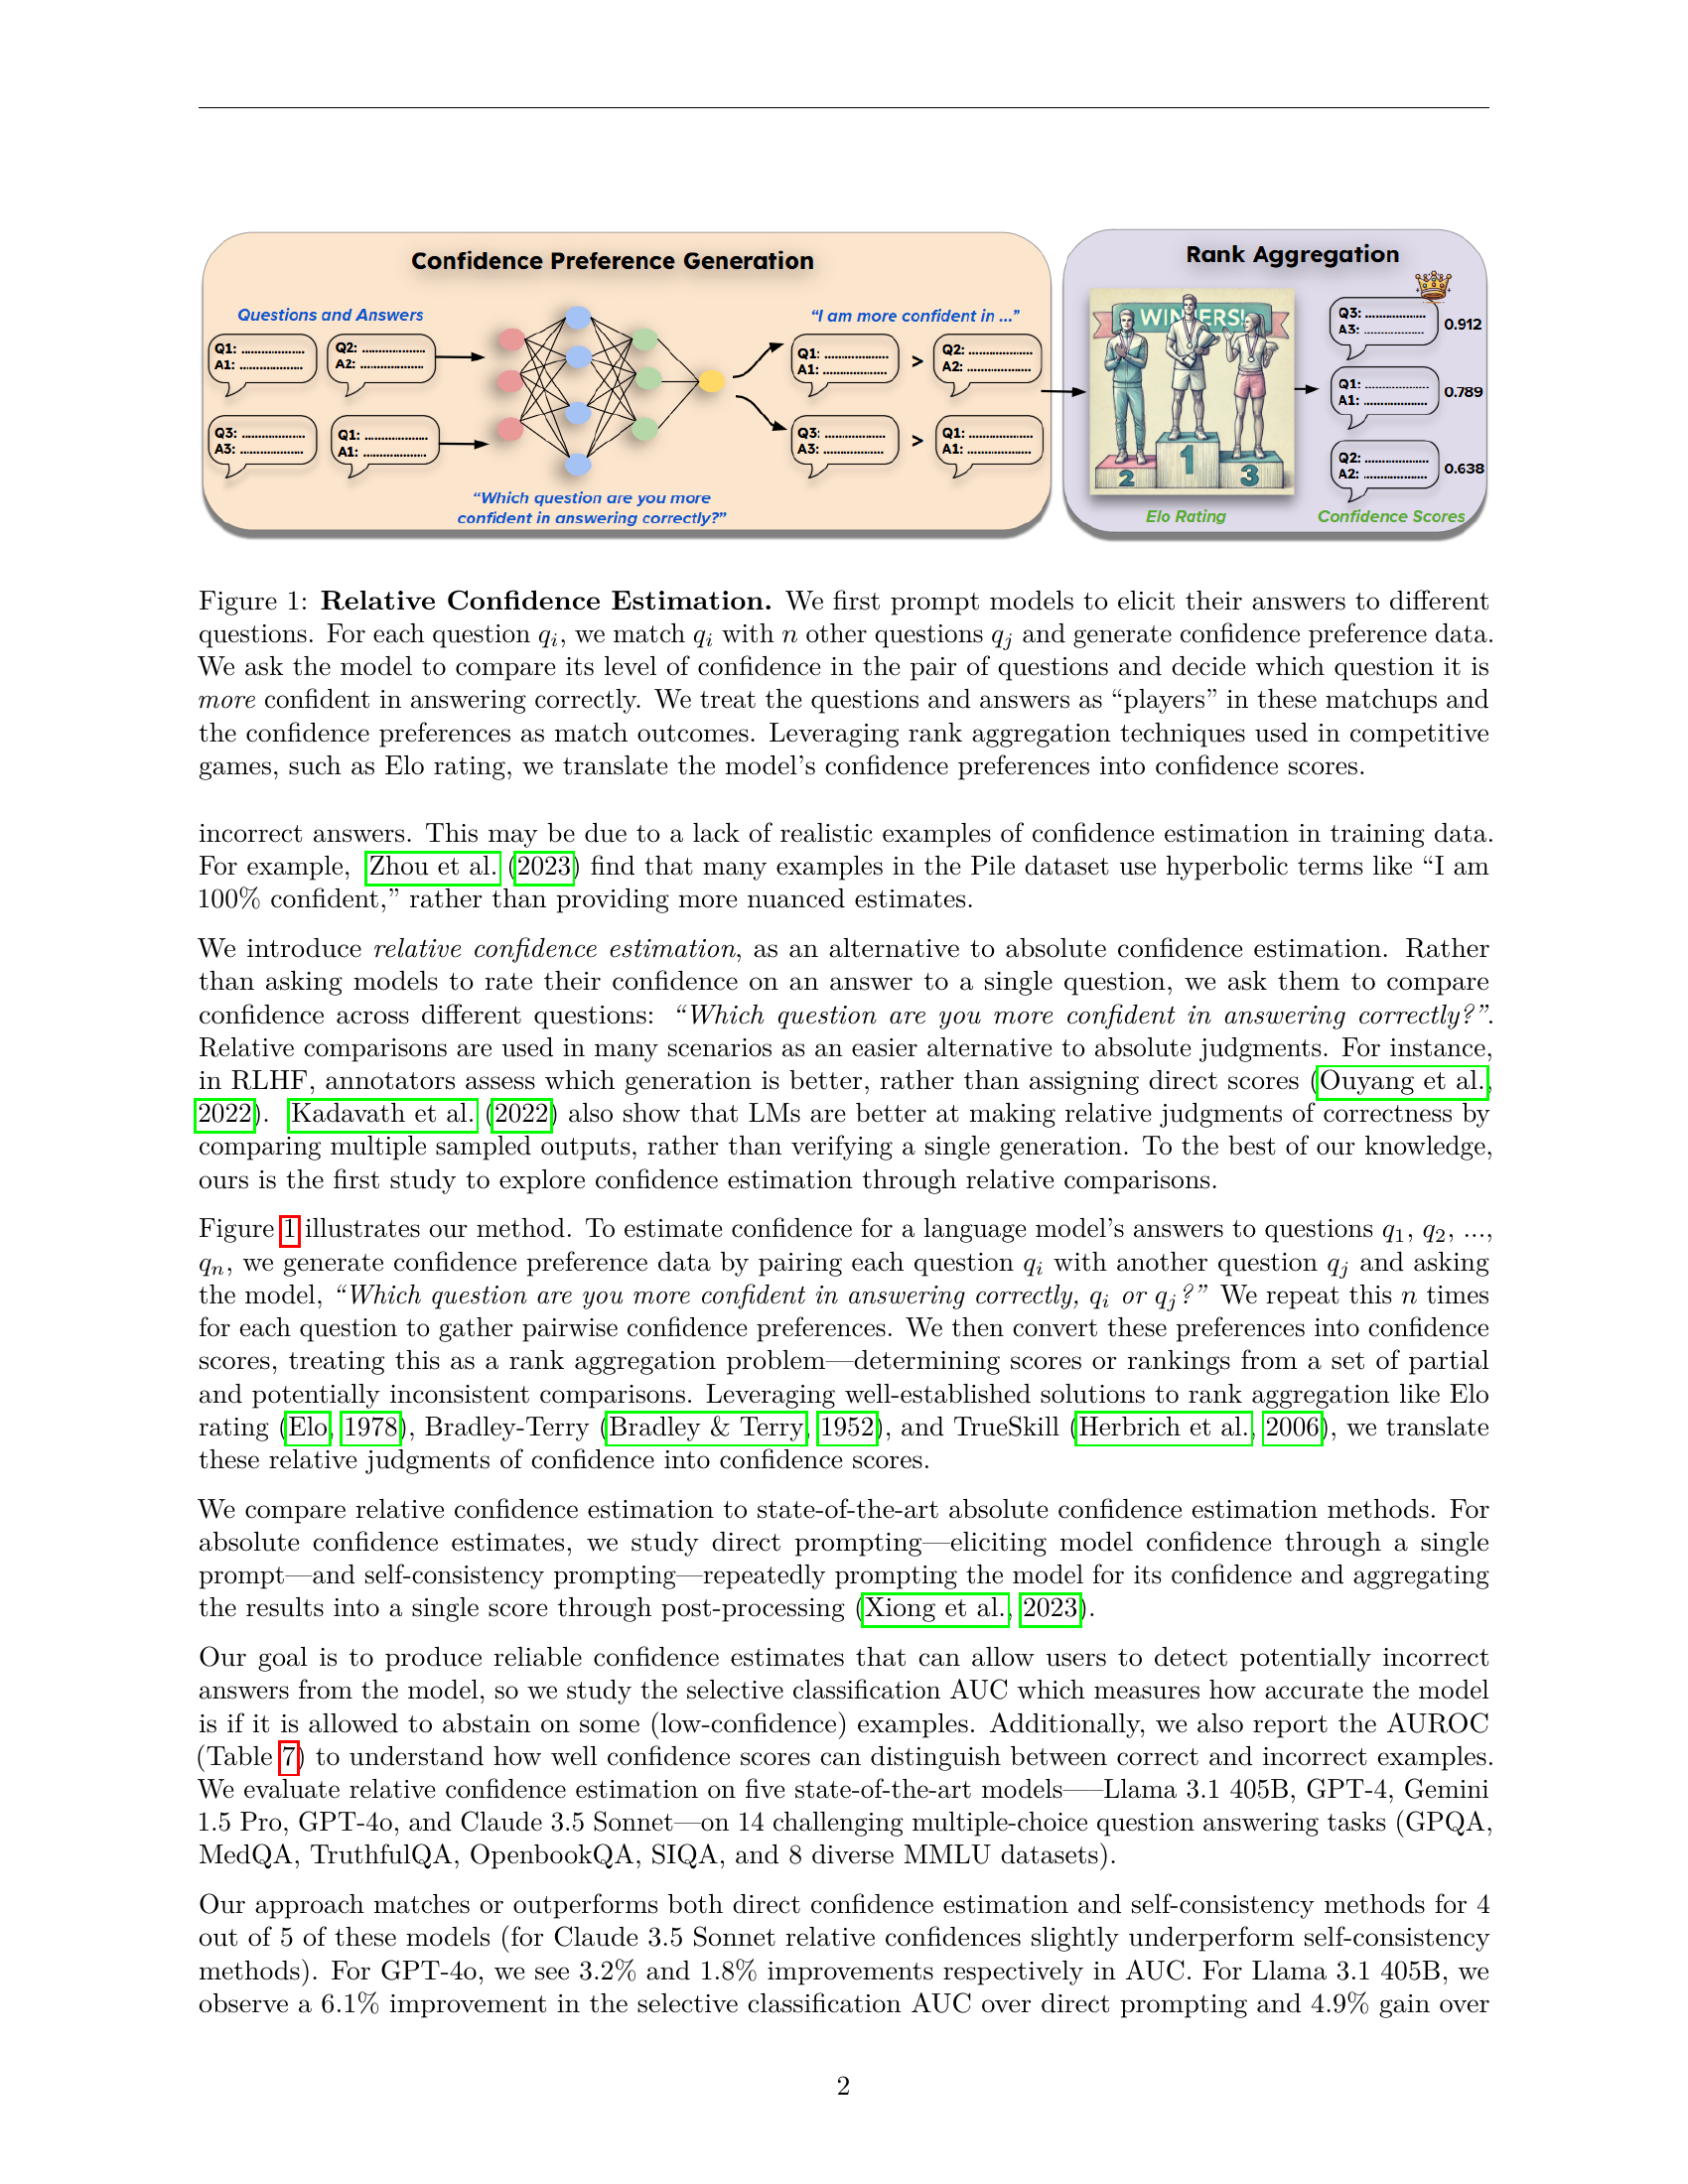 Confidence Preference Generation
Questions and Answers
Q1: ....................
A1: ....................
Q2: ....................
A2: ....................
Q3: ....................
A3: ....................
Q1: ....................
A1: ....................
"Which question are you more
confident in answering correctly?"
"I am more confident in ..."
Q1: ....................
A1: ....................
>
Q2: ....................
A2: ....................
Q3: ....................
A3: ....................
>
Q1: ....................
A1: ....................
Rank Aggregation
WINNERS!
2 1 3
Elo Rating
Q3: ....................
A3: ....................
0.912
Q1: ....................
A1: ....................
0.789
Q2: ....................
A2: ....................
0.638
Confidence Scores
Figure 1: Relative Confidence Estimation. We first prompt models to elicit their answers to different
questions. For each question qᵢ, we match qᵢ with n other questions qⱼ and generate confidence preference data.
We ask the model to compare its level of confidence in the pair of questions and decide which question it is
more confident in answering correctly. We treat the questions and answers as “players” in these matchups and
the confidence preferences as match outcomes. Leveraging rank aggregation techniques used in competitive
games, such as Elo rating, we translate the model’s confidence preferences into confidence scores.
incorrect answers. This may be due to a lack of realistic examples of confidence estimation in training data.
For example, Zhou et al. (2023) find that many examples in the Pile dataset use hyperbolic terms like “I am
100% confident,” rather than providing more nuanced estimates.
We introduce relative confidence estimation, as an alternative to absolute confidence estimation. Rather
than asking models to rate their confidence on an answer to a single question, we ask them to compare
confidence across different questions: “Which question are you more confident in answering correctly?”.
Relative comparisons are used in many scenarios as an easier alternative to absolute judgments. For instance,
in RLHF, annotators assess which generation is better, rather than assigning direct scores (Ouyang et al.,
2022). Kadavath et al. (2022) also show that LMs are better at making relative judgments of correctness by
comparing multiple sampled outputs, rather than verifying a single generation. To the best of our knowledge,
ours is the first study to explore confidence estimation through relative comparisons.
Figure 1 illustrates our method. To estimate confidence for a language model’s answers to questions q₁, q₂, ...,
qₙ, we generate confidence preference data by pairing each question qᵢ with another question qⱼ and asking
the model, “Which question are you more confident in answering correctly, qᵢ or qⱼ?” We repeat this n times
for each question to gather pairwise confidence preferences. We then convert these preferences into confidence
scores, treating this as a rank aggregation problem—determining scores or rankings from a set of partial
and potentially inconsistent comparisons. Leveraging well-established solutions to rank aggregation like Elo
rating (Elo, 1978), Bradley-Terry (Bradley & Terry, 1952), and TrueSkill (Herbrich et al., 2006), we translate
these relative judgments of confidence into confidence scores.
We compare relative confidence estimation to state-of-the-art absolute confidence estimation methods. For
absolute confidence estimates, we study direct prompting—eliciting model confidence through a single
prompt—and self-consistency prompting—repeatedly prompting the model for its confidence and aggregating
the results into a single score through post-processing (Xiong et al., 2023).
Our goal is to produce reliable confidence estimates that can allow users to detect potentially incorrect
answers from the model, so we study the selective classification AUC which measures how accurate the model
is if it is allowed to abstain on some (low-confidence) examples. Additionally, we also report the AUROC
(Table 7) to understand how well confidence scores can distinguish between correct and incorrect examples.
We evaluate relative confidence estimation on five state-of-the-art models—–Llama 3.1 405B, GPT-4, Gemini
1.5 Pro, GPT-4o, and Claude 3.5 Sonnet—on 14 challenging multiple-choice question answering tasks (GPQA,
MedQA, TruthfulQA, OpenbookQA, SIQA, and 8 diverse MMLU datasets).
Our approach matches or outperforms both direct confidence estimation and self-consistency methods for 4
out of 5 of these models (for Claude 3.5 Sonnet relative confidences slightly underperform self-consistency
methods). For GPT-4o, we see 3.2% and 1.8% improvements respectively in AUC. For Llama 3.1 405B, we
observe a 6.1% improvement in the selective classification AUC over direct prompting and 4.9% gain over
2